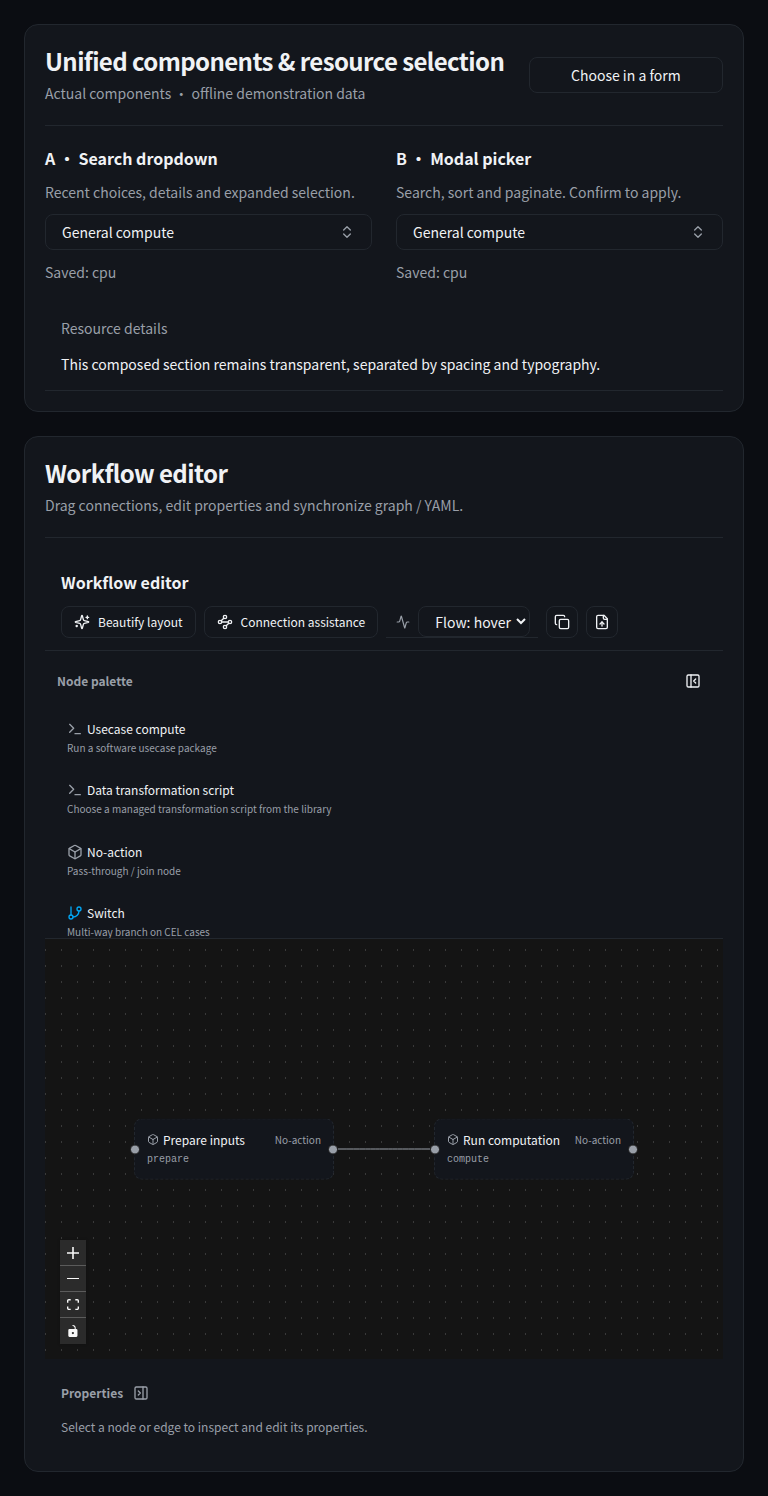 Unified components & resource selection
Actual components • offline demonstration data
Choose in a form
A • Search dropdown
Recent choices, details and expanded selection.
General compute
Saved: cpu
B • Modal picker
Search, sort and paginate. Confirm to apply.
General compute
Saved: cpu
Resource details
This composed section remains transparent, separated by spacing and typography.
Workflow editor
Drag connections, edit properties and synchronize graph / YAML.
Workflow editor
Beautify layout
Connection assistance
Flow: hover
Node palette
Usecase compute
Run a software usecase package
Data transformation script
Choose a managed transformation script from the library
No-action
Pass-through / join node
Switch
Multi-way branch on CEL cases
Prepare inputs No-action
prepare
Run computation No-action
compute
Properties
Select a node or edge to inspect and edit its properties.